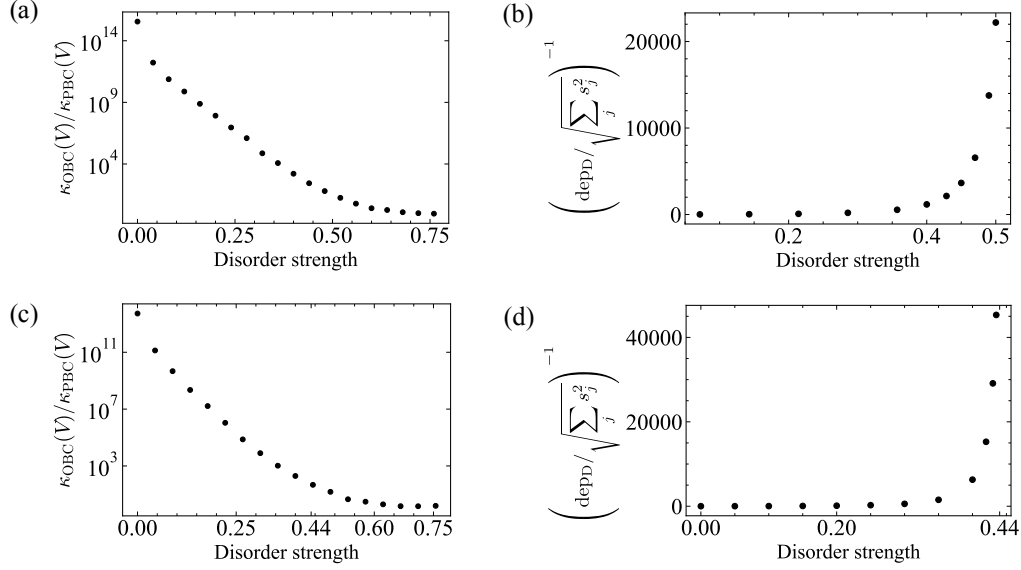 (a)
κ_OBC(V)/κ_PBC(V)
10^14
10^9
10^4
0.00 0.25 0.50 0.75
Disorder strength
(b)
(dep_D/√∑_j s_j^2)^−1
20000
10000
0
0.2 0.4 0.5
Disorder strength
(c)
κ_OBC(V)/κ_PBC(V)
10^11
10^7
10^3
0.00 0.25 0.44 0.60 0.75
Disorder strength
(d)
(dep_D/√∑_j s_j^2)^−1
40000
20000
0
0.00 0.20 0.44
Disorder strength